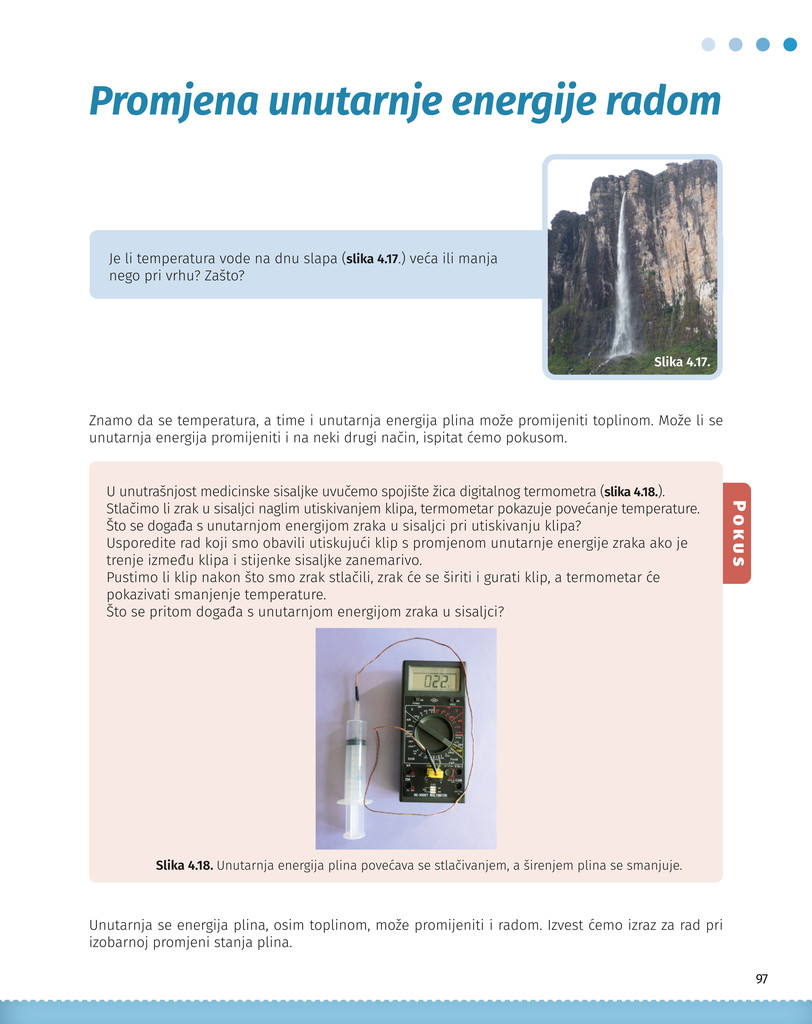 Promjena unutarnje energije radom
Je li temperatura vode na dnu slapa (slika 4.17.) veća ili manja
nego pri vrhu? Zašto?
Slika 4.17.
Znamo da se temperatura, a time i unutarnja energija plina može promijeniti toplinom. Može li se
unutarnja energija promijeniti i na neki drugi način, ispitat ćemo pokusom.
U unutrašnjost medicinske sisaljke uvučemo spojište žica digitalnog termometra (slika 4.18.).
Stlačimo li zrak u sisaljci naglim utiskivanjem klipa, termometar pokazuje povećanje temperature.
Što se događa s unutarnjom energijom zraka u sisaljci pri utiskivanju klipa?
Usporedite rad koji smo obavili utiskujući klip s promjenom unutarnje energije zraka ako je
trenje između klipa i stijenke sisaljke zanemarivo.
Pustimo li klip nakon što smo zrak stlačili, zrak će se širiti i gurati klip, a termometar će
pokazivati smanjenje temperature.
Što se pritom događa s unutarnjom energijom zraka u sisaljci?
POKUS
022
Slika 4.18. Unutarnja energija plina povećava se stlačivanjem, a širenjem plina se smanjuje.
Unutarnja se energija plina, osim toplinom, može promijeniti i radom. Izvest ćemo izraz za rad pri
izobarnoj promjeni stanja plina.
97